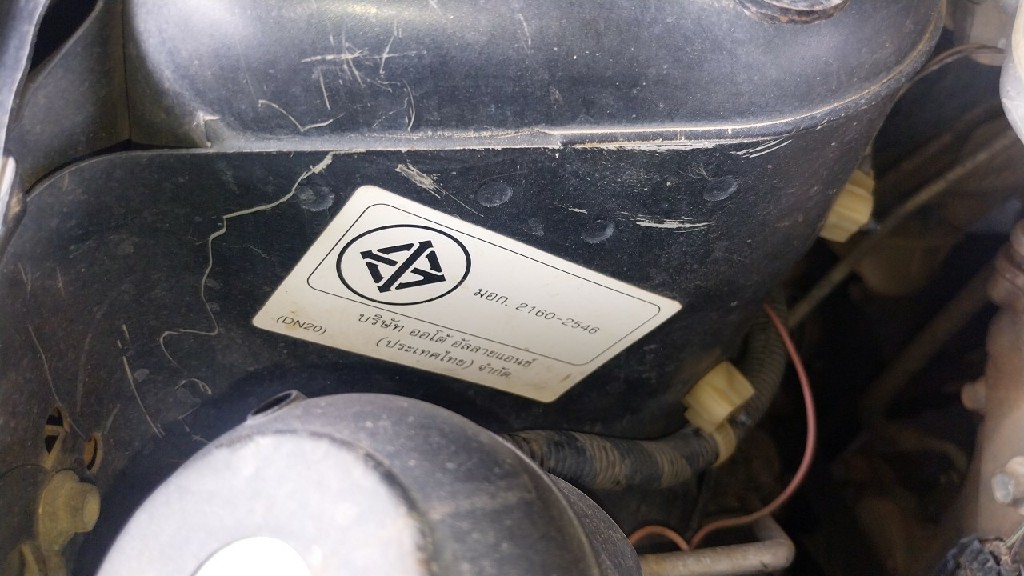 มอก. 2160-2546
บริษัท ออโต้ อัลลายแอนซ์
(DN20) (ประเทศไทย) จำกัด